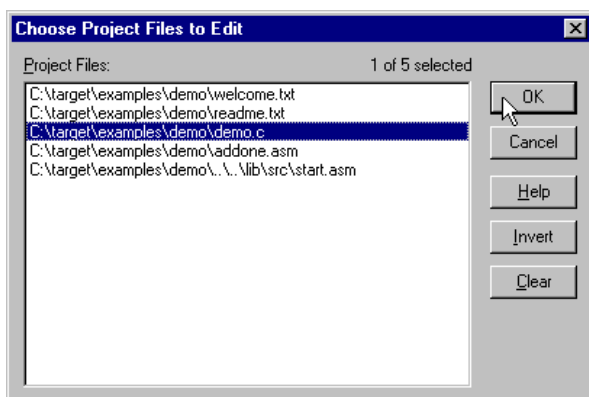 Choose Project Files to Edit
Project Files: 1 of 5 selected
C:\target\examples\demo\welcome.txt
C:\target\examples\demo\readme.txt
C:\target\examples\demo\demo.c
C:\target\examples\demo\addone.asm
C:\target\examples\demo\..\..\lib\src\start.asm
OK
Cancel
Help
Invert
Clear